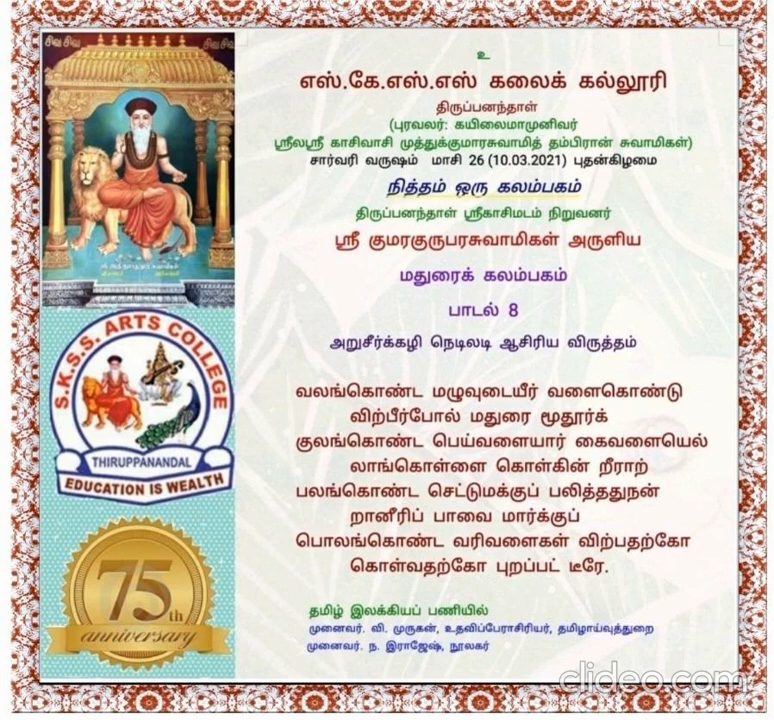 சிவ சிவ
சிவ சிவ
உ
எஸ்.கே.எஸ்.எஸ் கலைக் கல்லூரி
திருப்பனந்தாள்
(புரவலர்: கயிலைமாமுனிவர்
ஸ்ரீலஸ்ரீ காசிவாசி முத்துக்குமாரசுவாமித் தம்பிரான் சுவாமிகள்)
சார்வரி வருஷம் மாசி 26 (10.03.2021) புதன்கிழமை
நித்தம் ஒரு கலம்பகம்
திருப்பனந்தாள் ஸ்ரீகாசிமடம் நிறுவனர்
ஸ்ரீ குமரகுருபரசுவாமிகள் அருளிய
மதுரைக் கலம்பகம்
பாடல் 8
அறுசீர்க்கழி நெடிலடி ஆசிரிய விருத்தம்
வலங்கொண்ட மழுவுடையீர் வளைகொண்டு
விற்பீர்போல் மதுரை மூதூர்க்
குலங்கொண்ட பெய்வளையார் கைவளையெல்
லாங்கொள்ளை கொள்கின் றீராற்
பலங்கொண்ட செட்டுமக்குப் பலித்ததுநன்
றானீரிப் பாவை மார்க்குப்
பொலங்கொண்ட வரிவளைகள் விற்பதற்கோ
கொள்வதற்கோ புறப்பட் டீரே.
தமிழ் இலக்கியப் பணியில்
முனைவர். வி. முருகன், உதவிப்பேராசிரியர், தமிழாய்வுத்துறை
முனைவர். ந. இராஜேஷ், நூலகர்
S.K.S.S. ARTS COLLEGE
THIRUPPANANDAL
EDUCATION IS WEALTH
75th
anniversary
clideo.com